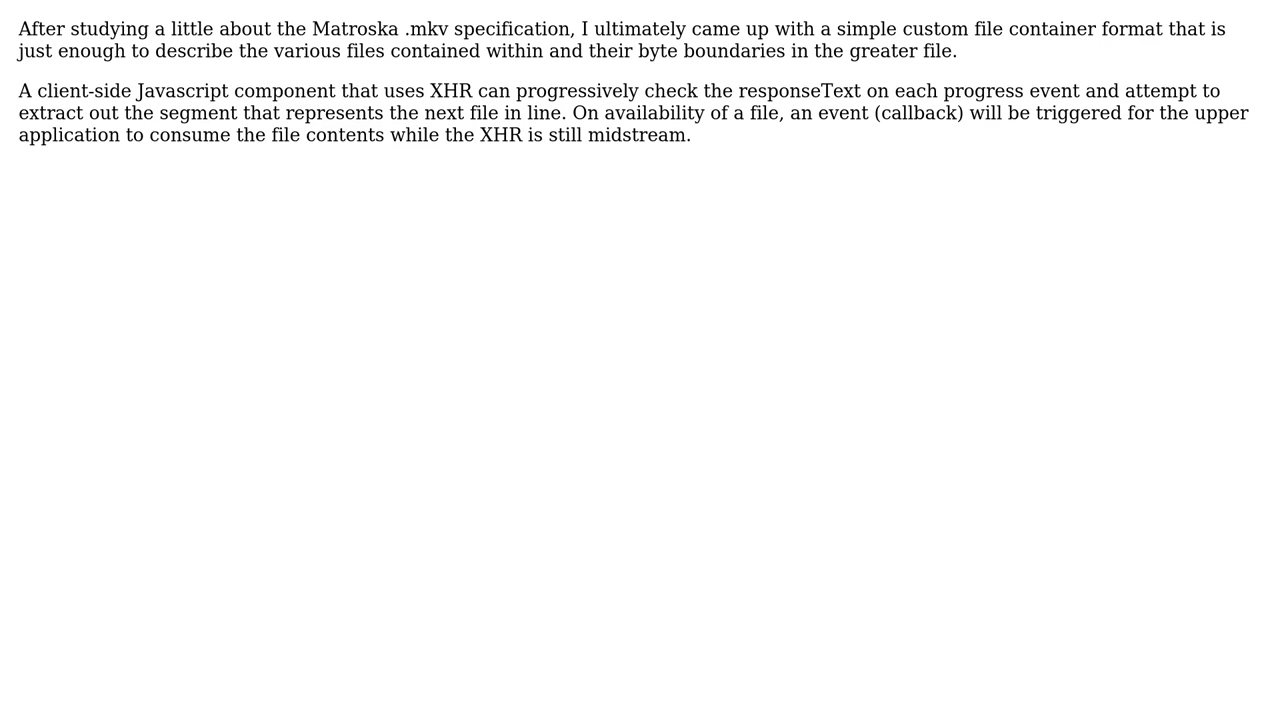 After studying a little about the Matroska .mkv specification, I ultimately came up with a simple custom file container format that is
just enough to describe the various files contained within and their byte boundaries in the greater file.
A client-side Javascript component that uses XHR can progressively check the responseText on each progress event and attempt to
extract out the segment that represents the next file in line. On availability of a file, an event (callback) will be triggered for the upper
application to consume the file contents while the XHR is still midstream.